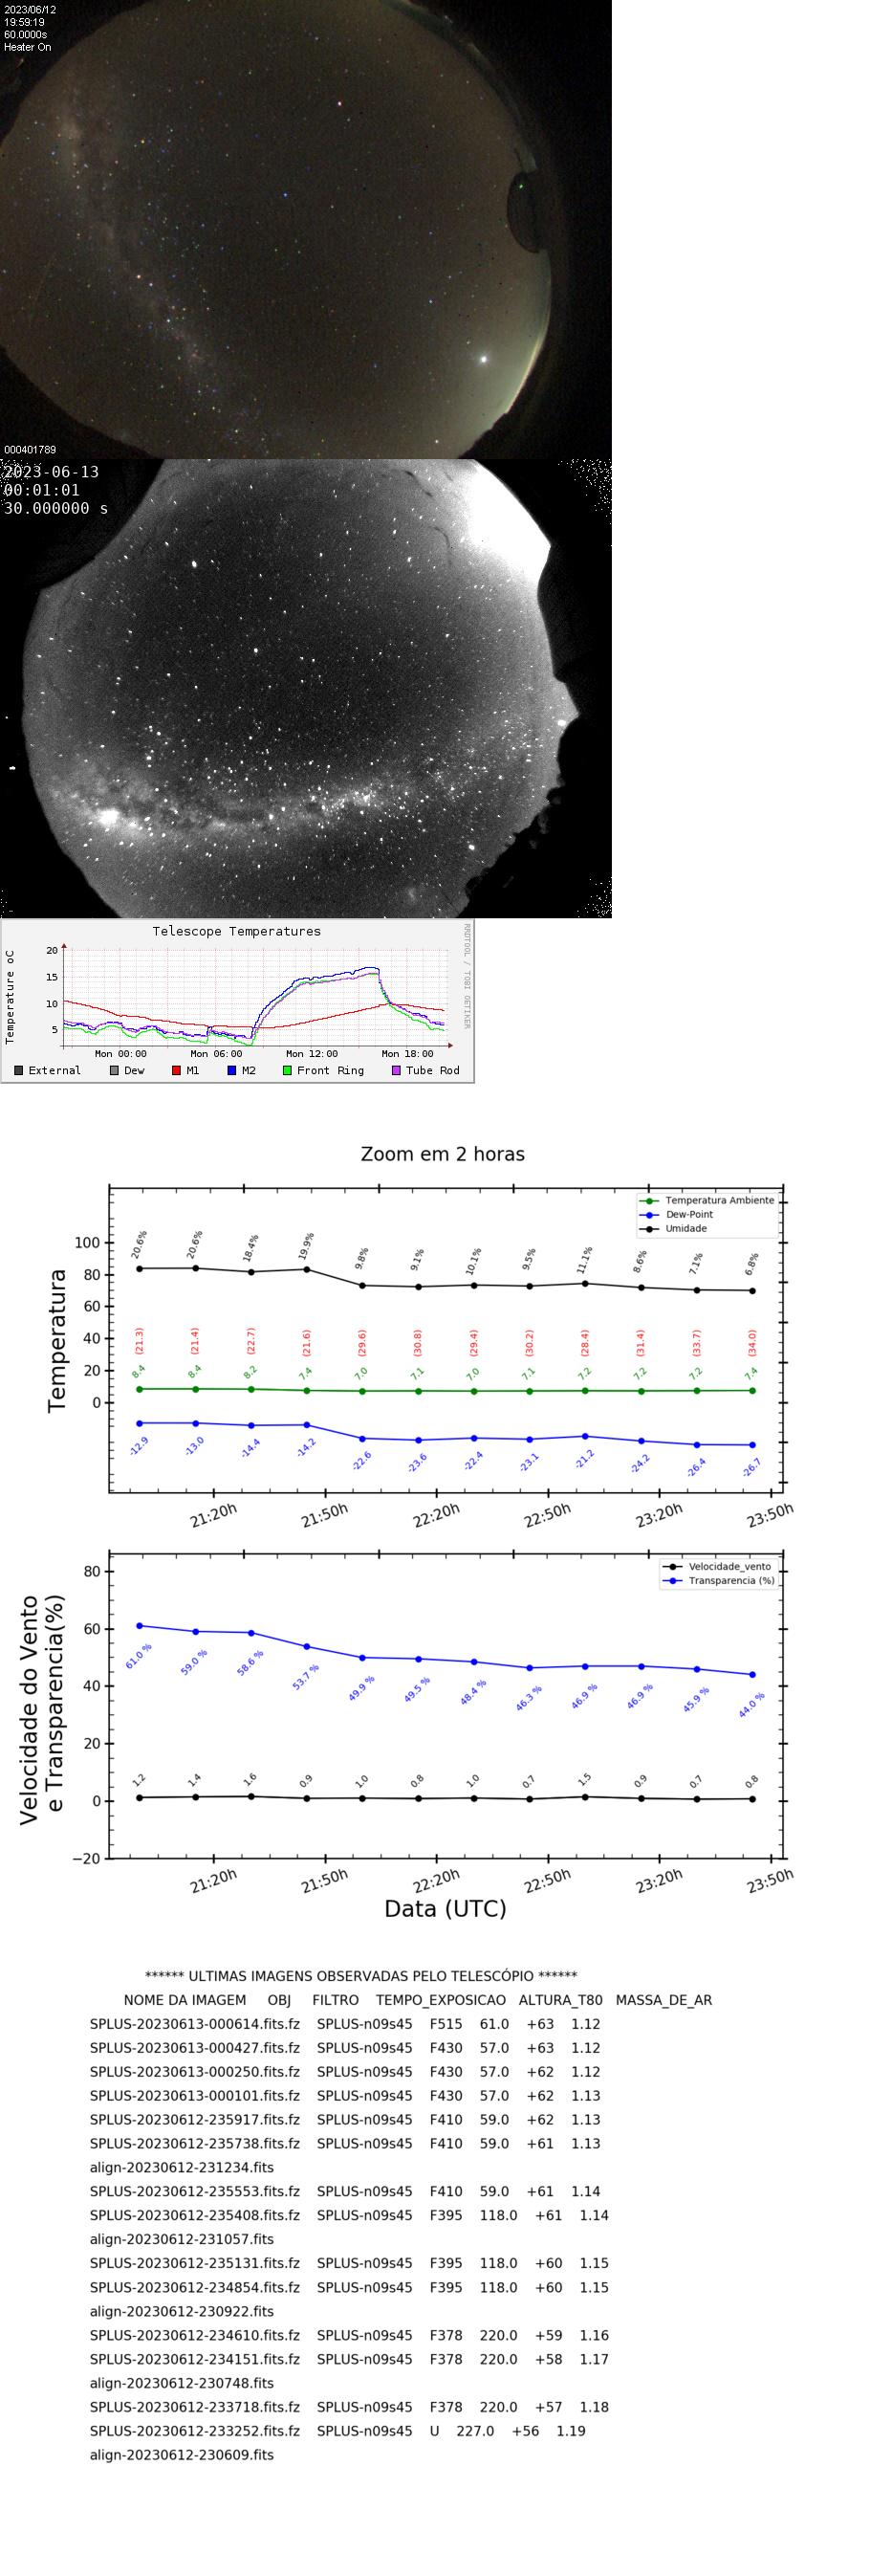 2023/06/12
19:59:19
60.0000s
Heater On
000401789
2023-06-13
00:01:01
30.000000 s
Telescope Temperatures
RRDTOOL / TOBI OETIKER
Temperature oC
20
15
10
5
Mon 00:00 Mon 06:00 Mon 12:00 Mon 18:00
External Dew M1 M2 Front Ring Tube Rod
Zoom em 2 horas
Temperatura Ambiente
Dew-Point
Umidade
Temperatura
100
80
60
40
20
0
20.6% 20.6% 18.4% 19.9% 9.8% 9.1% 10.1% 9.5% 11.1% 8.6% 7.1% 6.8%
(21.3) (21.4) (22.7) (21.6) (29.6) (30.8) (29.4) (30.2) (28.4) (31.4) (33.7) (34.0)
8.4 8.4 8.2 7.4 7.0 7.1 7.0 7.1 7.2 7.2 7.2 7.4
-12.9 -13.0 -14.4 -14.2 -22.6 -23.6 -22.4 -23.1 -21.2 -24.2 -26.4 -26.7
21:20h 21:50h 22:20h 22:50h 23:20h 23:50h
Velocidade_vento
Transparencia (%)
Velocidade do Vento
e Transparencia(%)
80
60
40
20
0
−20
61.0 % 59.0 % 58.6 % 53.7 % 49.9 % 49.5 % 48.4 % 46.3 % 46.9 % 46.9 % 45.9 % 44.0 %
1.2 1.4 1.6 0.9 1.0 0.8 1.0 0.7 1.5 0.9 0.7 0.8
21:20h 21:50h 22:20h 22:50h 23:20h 23:50h
Data (UTC)
****** ULTIMAS IMAGENS OBSERVADAS PELO TELESCÓPIO ******
NOME DA IMAGEM OBJ FILTRO TEMPO_EXPOSICAO ALTURA_T80 MASSA_DE_AR
SPLUS-20230613-000614.fits.fz SPLUS-n09s45 F515 61.0 +63 1.12
SPLUS-20230613-000427.fits.fz SPLUS-n09s45 F430 57.0 +63 1.12
SPLUS-20230613-000250.fits.fz SPLUS-n09s45 F430 57.0 +62 1.12
SPLUS-20230613-000101.fits.fz SPLUS-n09s45 F430 57.0 +62 1.13
SPLUS-20230612-235917.fits.fz SPLUS-n09s45 F410 59.0 +62 1.13
SPLUS-20230612-235738.fits.fz SPLUS-n09s45 F410 59.0 +61 1.13
align-20230612-231234.fits
SPLUS-20230612-235553.fits.fz SPLUS-n09s45 F410 59.0 +61 1.14
SPLUS-20230612-235408.fits.fz SPLUS-n09s45 F395 118.0 +61 1.14
align-20230612-231057.fits
SPLUS-20230612-235131.fits.fz SPLUS-n09s45 F395 118.0 +60 1.15
SPLUS-20230612-234854.fits.fz SPLUS-n09s45 F395 118.0 +60 1.15
align-20230612-230922.fits
SPLUS-20230612-234610.fits.fz SPLUS-n09s45 F378 220.0 +59 1.16
SPLUS-20230612-234151.fits.fz SPLUS-n09s45 F378 220.0 +58 1.17
align-20230612-230748.fits
SPLUS-20230612-233718.fits.fz SPLUS-n09s45 F378 220.0 +57 1.18
SPLUS-20230612-233252.fits.fz SPLUS-n09s45 U 227.0 +56 1.19
align-20230612-230609.fits